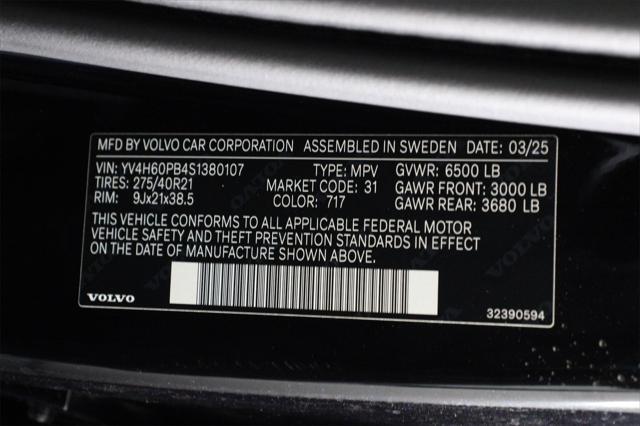 MFD BY VOLVO CAR CORPORATION ASSEMBLED IN SWEDEN DATE: 03/25
VIN: YV4H60PB4S1380107 TYPE: MPV GVWR: 6500 LB
TIRES: 275/40R21 MARKET CODE: 31 GAWR FRONT: 3000 LB
RIM: 9Jx21x38.5 COLOR: 717 GAWR REAR: 3680 LB
THIS VEHICLE CONFORMS TO ALL APPLICABLE FEDERAL MOTOR
VEHICLE SAFETY AND THEFT PREVENTION STANDARDS IN EFFECT
ON THE DATE OF MANUFACTURE SHOWN ABOVE.
VOLVO 32390594